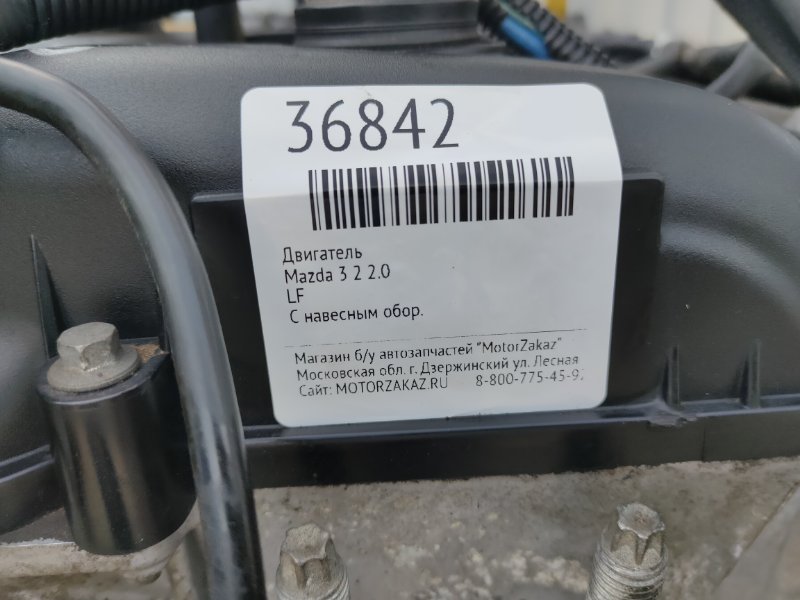 36842
Двигатель
Mazda 3 2 2.0
LF
С навесным обор.
Магазин б/у автозапчастей "MotorZakaz"
Московская обл. г. Дзержинский ул. Лесная
Сайт: MOTORZAKAZ.RU 8-800-775-45-9